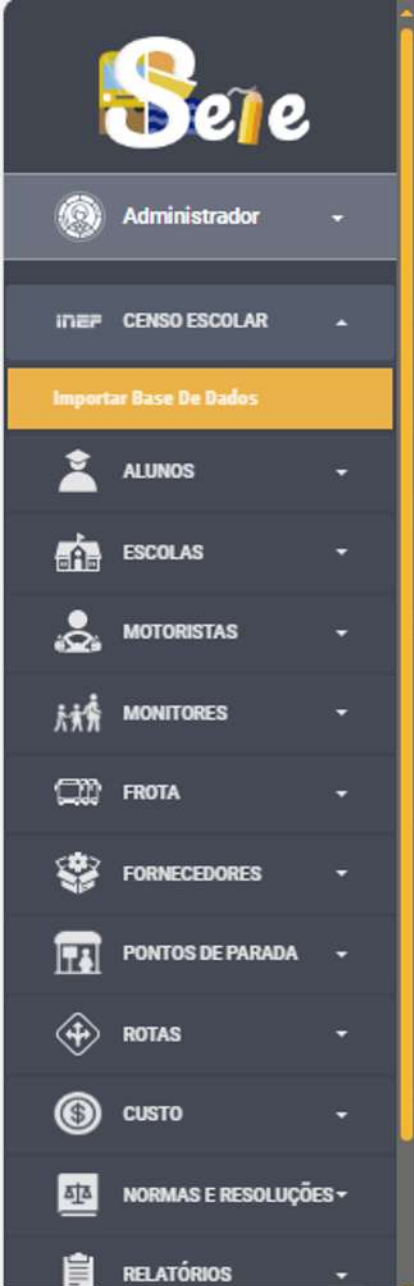 Sete
Administrador
inep CENSO ESCOLAR
Importar Base De Dados
ALUNOS
ESCOLAS
MOTORISTAS
MONITORES
FROTA
FORNECEDORES
PONTOS DE PARADA
ROTAS
$ CUSTO
NORMAS E RESOLUÇÕES
RELATÓRIOS